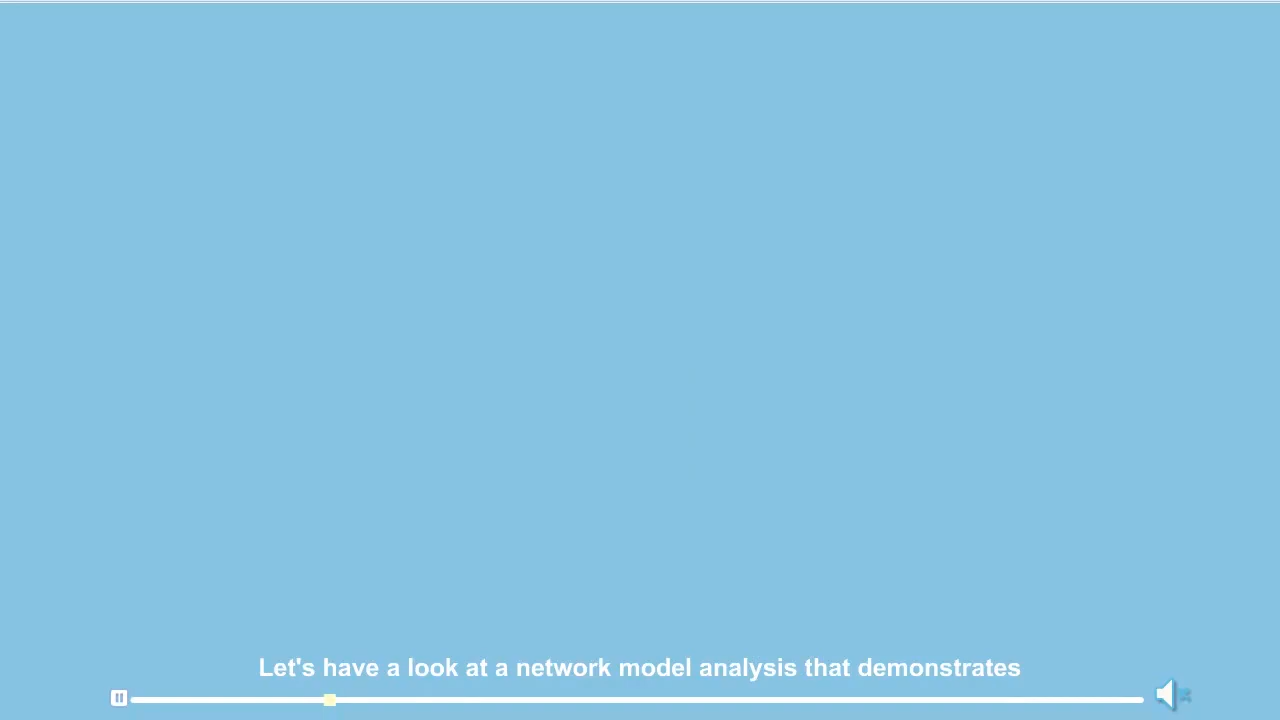 Let's have a look at a network model analysis that demonstrates